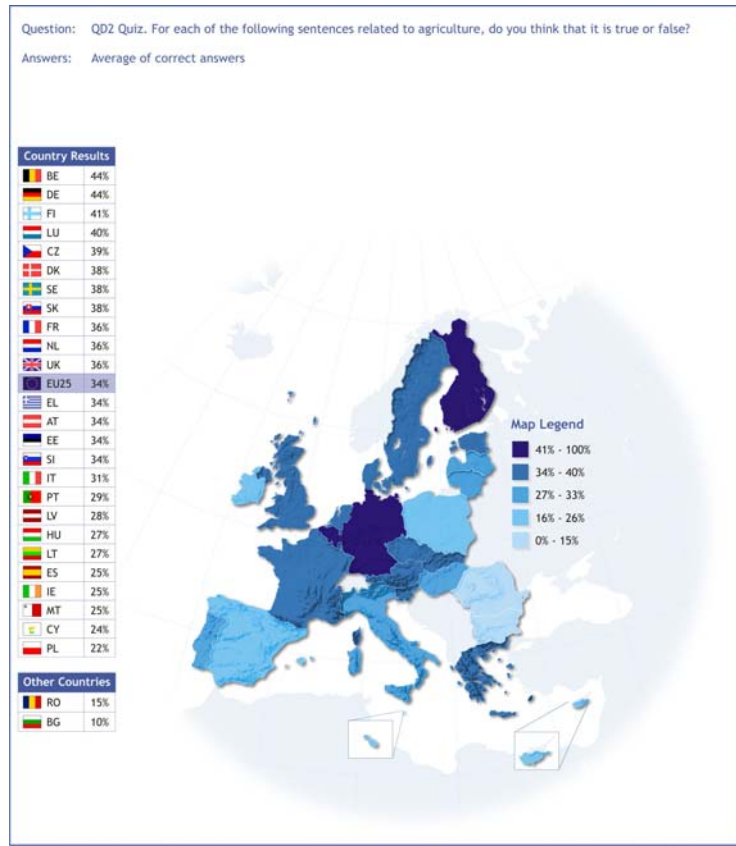 Question: QD2 Quiz. For each of the following sentences related to agriculture, do you think that it is true or false?
Answers: Average of correct answers
Country Results
BE 44%
DE 44%
FI 41%
LU 40%
CZ 39%
DK 38%
SE 38%
SK 38%
FR 36%
NL 36%
UK 36%
EU25 34%
EL 34%
AT 34%
EE 34%
SI 34%
IT 31%
PT 29%
LV 28%
HU 27%
LT 27%
ES 25%
IE 25%
MT 25%
CY 24%
PL 22%
Other Countries
RO 15%
BG 10%
Map Legend
41% - 100%
34% - 40%
27% - 33%
16% - 26%
0% - 15%